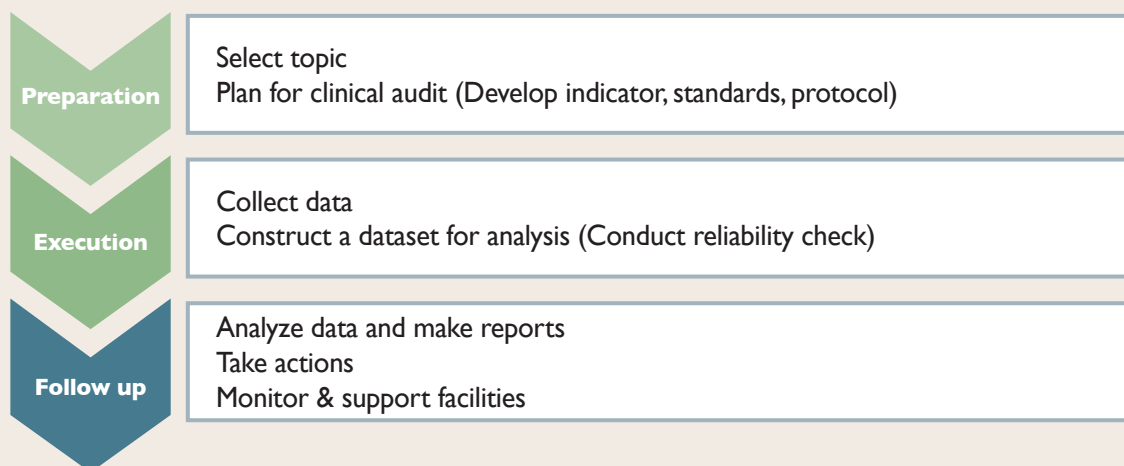 Preparation
Select topic
Plan for clinical audit (Develop indicator, standards, protocol)
Execution
Collect data
Construct a dataset for analysis (Conduct reliability check)
Follow up
Analyze data and make reports
Take actions
Monitor & support facilities